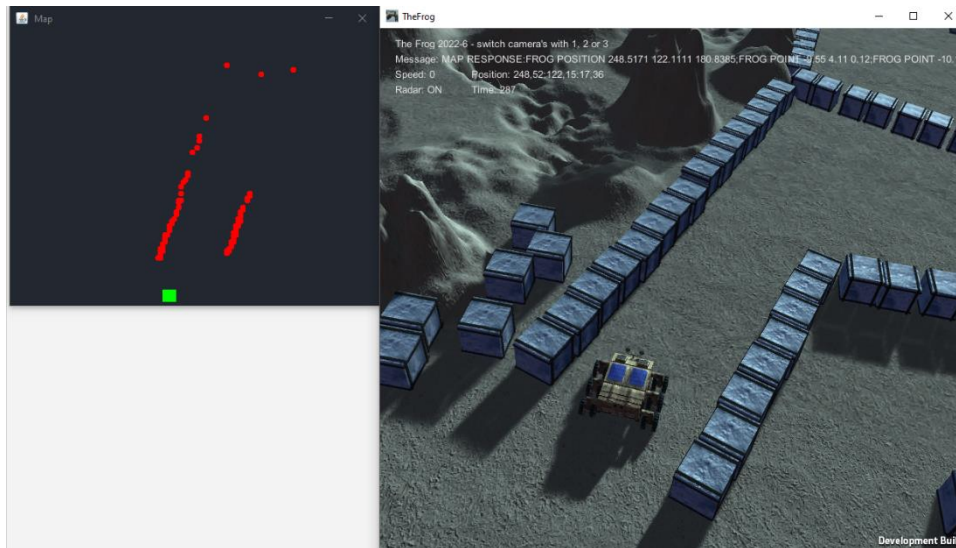 Map
TheFrog
The Frog 2022-6 - switch camera's with 1, 2 or 3
Message: MAP RESPONSE:FROG POSITION 248.5171 122.1111 180.8385;FROG POINT -9.55 4.11 0.12;FROG POINT -10.
Speed: 0 Position: 248,52;122,15:17,36
Radar: ON Time: 287
Development Buil